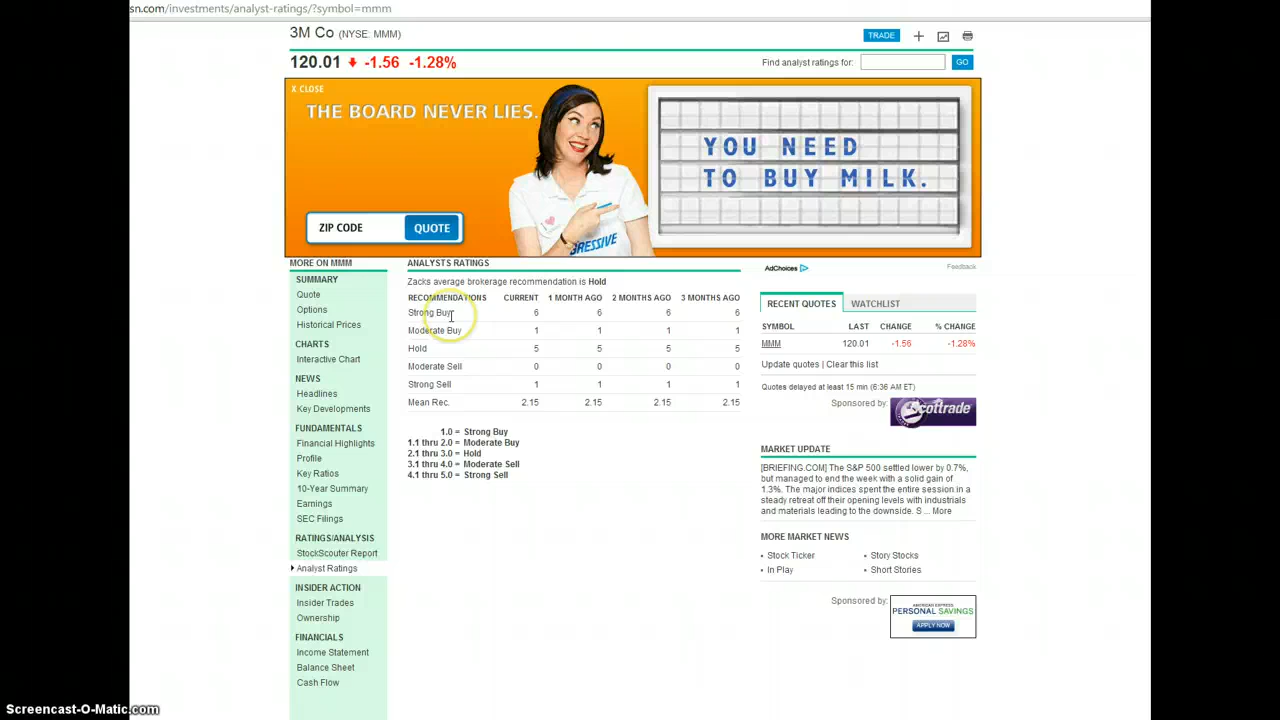 sn.com/investments/analyst-ratings/?symbol=mmm
3M Co (NYSE: MMM)
TRADE
120.01 -1.56 -1.28%
Find analyst ratings for:
GO
X CLOSE
THE BOARD NEVER LIES.
YOU NEED
TO BUY MILK.
ZIP CODE
QUOTE
GRESSIVE
MORE ON MMM
SUMMARY
Quote
Options
Historical Prices
CHARTS
Interactive Chart
NEWS
Headlines
Key Developments
FUNDAMENTALS
Financial Highlights
Profile
Key Ratios
10-Year Summary
Earnings
SEC Filings
RATINGS/ANALYSIS
StockScouter Report
Analyst Ratings
INSIDER ACTION
Insider Trades
Ownership
FINANCIALS
Income Statement
Balance Sheet
Cash Flow
ANALYSTS RATINGS
Zacks average brokerage recommendation is Hold
RECOMMENDATIONS CURRENT 1 MONTH AGO 2 MONTHS AGO 3 MONTHS AGO
Strong Buy 6 6 6 6
Moderate Buy 1 1 1 1
Hold 5 5 5 5
Moderate Sell 0 0 0 0
Strong Sell 1 1 1 1
Mean Rec. 2.15 2.15 2.15 2.15
1.0 = Strong Buy
1.1 thru 2.0 = Moderate Buy
2.1 thru 3.0 = Hold
3.1 thru 4.0 = Moderate Sell
4.1 thru 5.0 = Strong Sell
AdChoices
Feedback
RECENT QUOTES WATCHLIST
SYMBOL LAST CHANGE % CHANGE
MMM 120.01 -1.56 -1.28%
Update quotes | Clear this list
Quotes delayed at least 15 min (6:36 AM ET)
Sponsored by:
Scottrade
MARKET UPDATE
[BRIEFING.COM] The S&P 500 settled lower by 0.7%,
but managed to end the week with a solid gain of
1.3%. The major indices spent the entire session in a
steady retreat off their opening levels with industrials
and materials leading to the downside. S ... More
MORE MARKET NEWS
• Stock Ticker
• Story Stocks
• In Play
• Short Stories
Sponsored by:
AMERICAN EXPRESS
PERSONAL SAVINGS
APPLY NOW
Screencast-O-Matic.com